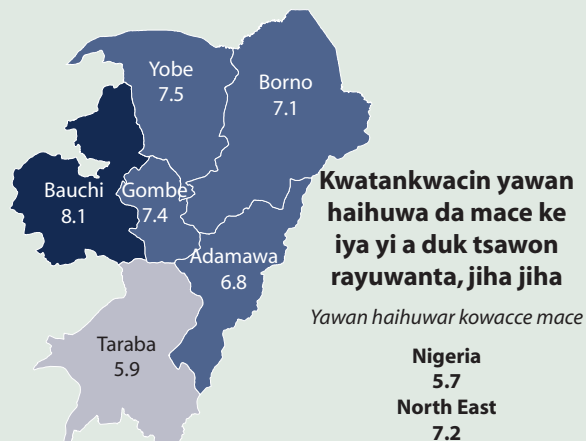 Yobe
7.5
Borno
7.1
Bauchi
8.1
Gombe
7.4
Adamawa
6.8
Taraba
5.9
Kwatankwacin yawan
haihuwa da mace ke
iya yi a duk tsawon
rayuwanta, jiha jiha
Yawan haihuwar kowacce mace
Nigeria
5.7
North East
7.2